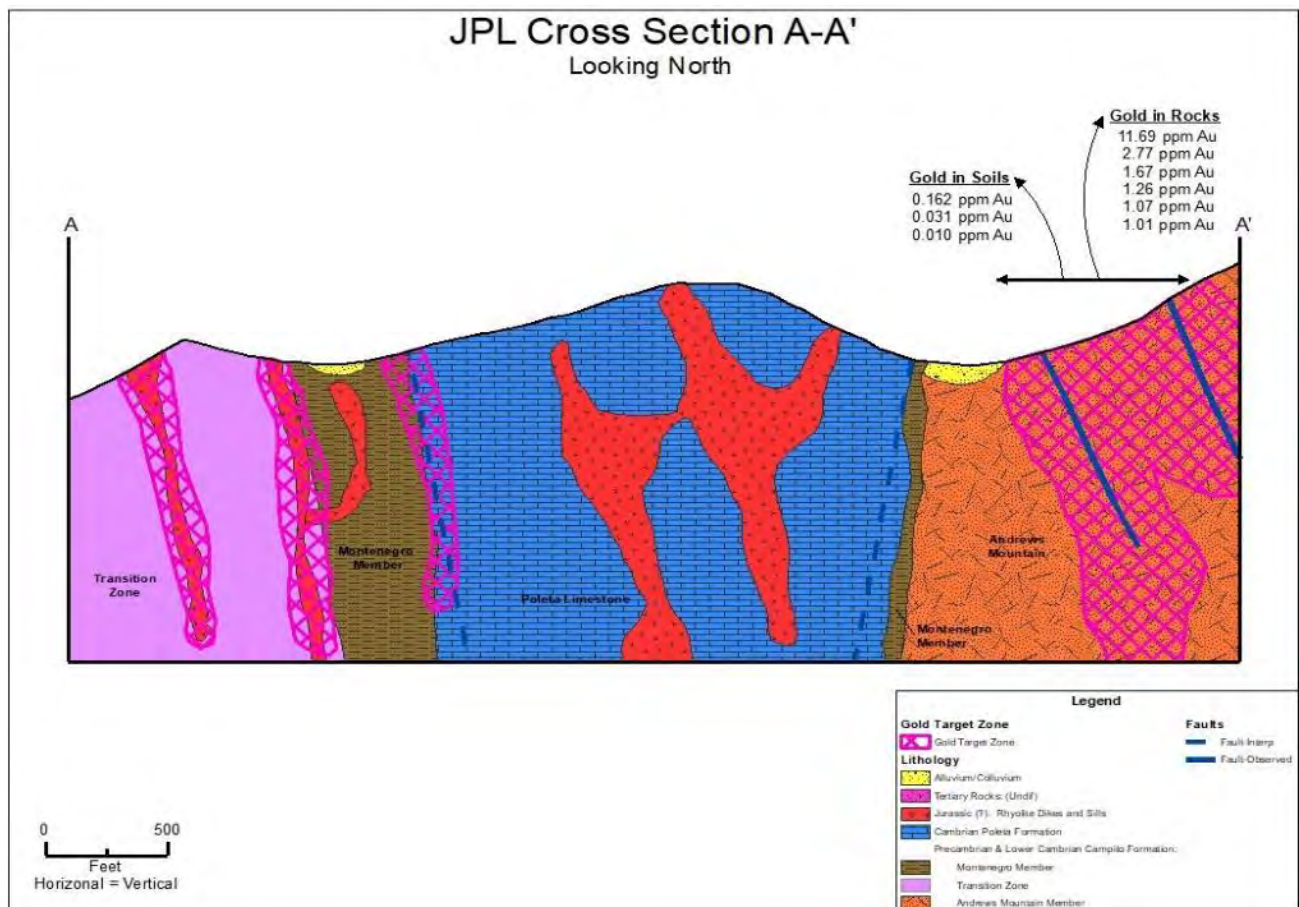 JPL Cross Section A-A'
Looking North
Gold in Rocks
11.69 ppm Au
2.77 ppm Au
1.67 ppm Au
1.26 ppm Au
1.07 ppm Au
1.01 ppm Au
Gold in Soils
0.162 ppm Au
0.031 ppm Au
0.010 ppm Au
A
A'
Transition
Zone
Montenegro
Member
Poleta Limestone
Montenegro
Member
Andrews
Mountain
Legend
Gold Target Zone
Gold Target Zone
Lithology
Alluvium/Colluvium
Tertiary Rocks: (Undif)
Jurassic (?). Rhyolite Dikes and Sills
Cambrian Poleta Formation
Precambrian & Lower Cambrian Campito Formation:
Montenegro Member
Transition Zone
Andrews Mountain Member
Faults
Fault-Interp
Fault-Observed
0 500
Feet
Horizonal = Vertical